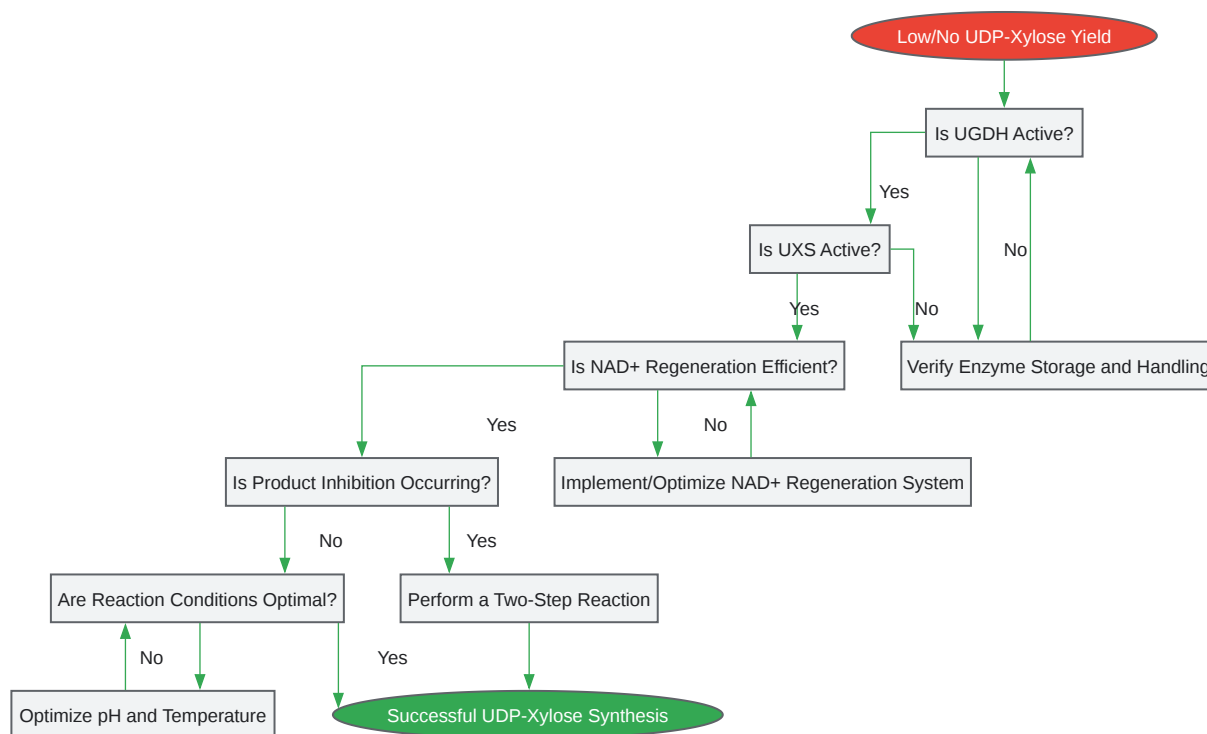 Low/No UDP-Xylose Yield
Is UGDH Active?
Yes
Is UXS Active?
No
Yes
No
Is NAD+ Regeneration Efficient?
Verify Enzyme Storage and Handling
Yes
No
Is Product Inhibition Occurring?
Implement/Optimize NAD+ Regeneration System
No
Yes
Are Reaction Conditions Optimal?
Perform a Two-Step Reaction
No
Yes
Optimize pH and Temperature
Successful UDP-Xylose Synthesis